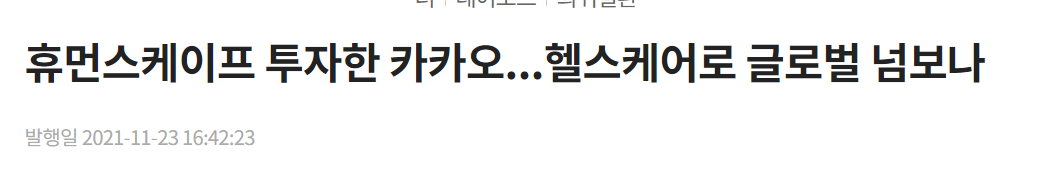 휴먼스케이프 투자한 카카오...헬스케어로 글로벌 넘보나
발행일 2021-11-23 16:42:23